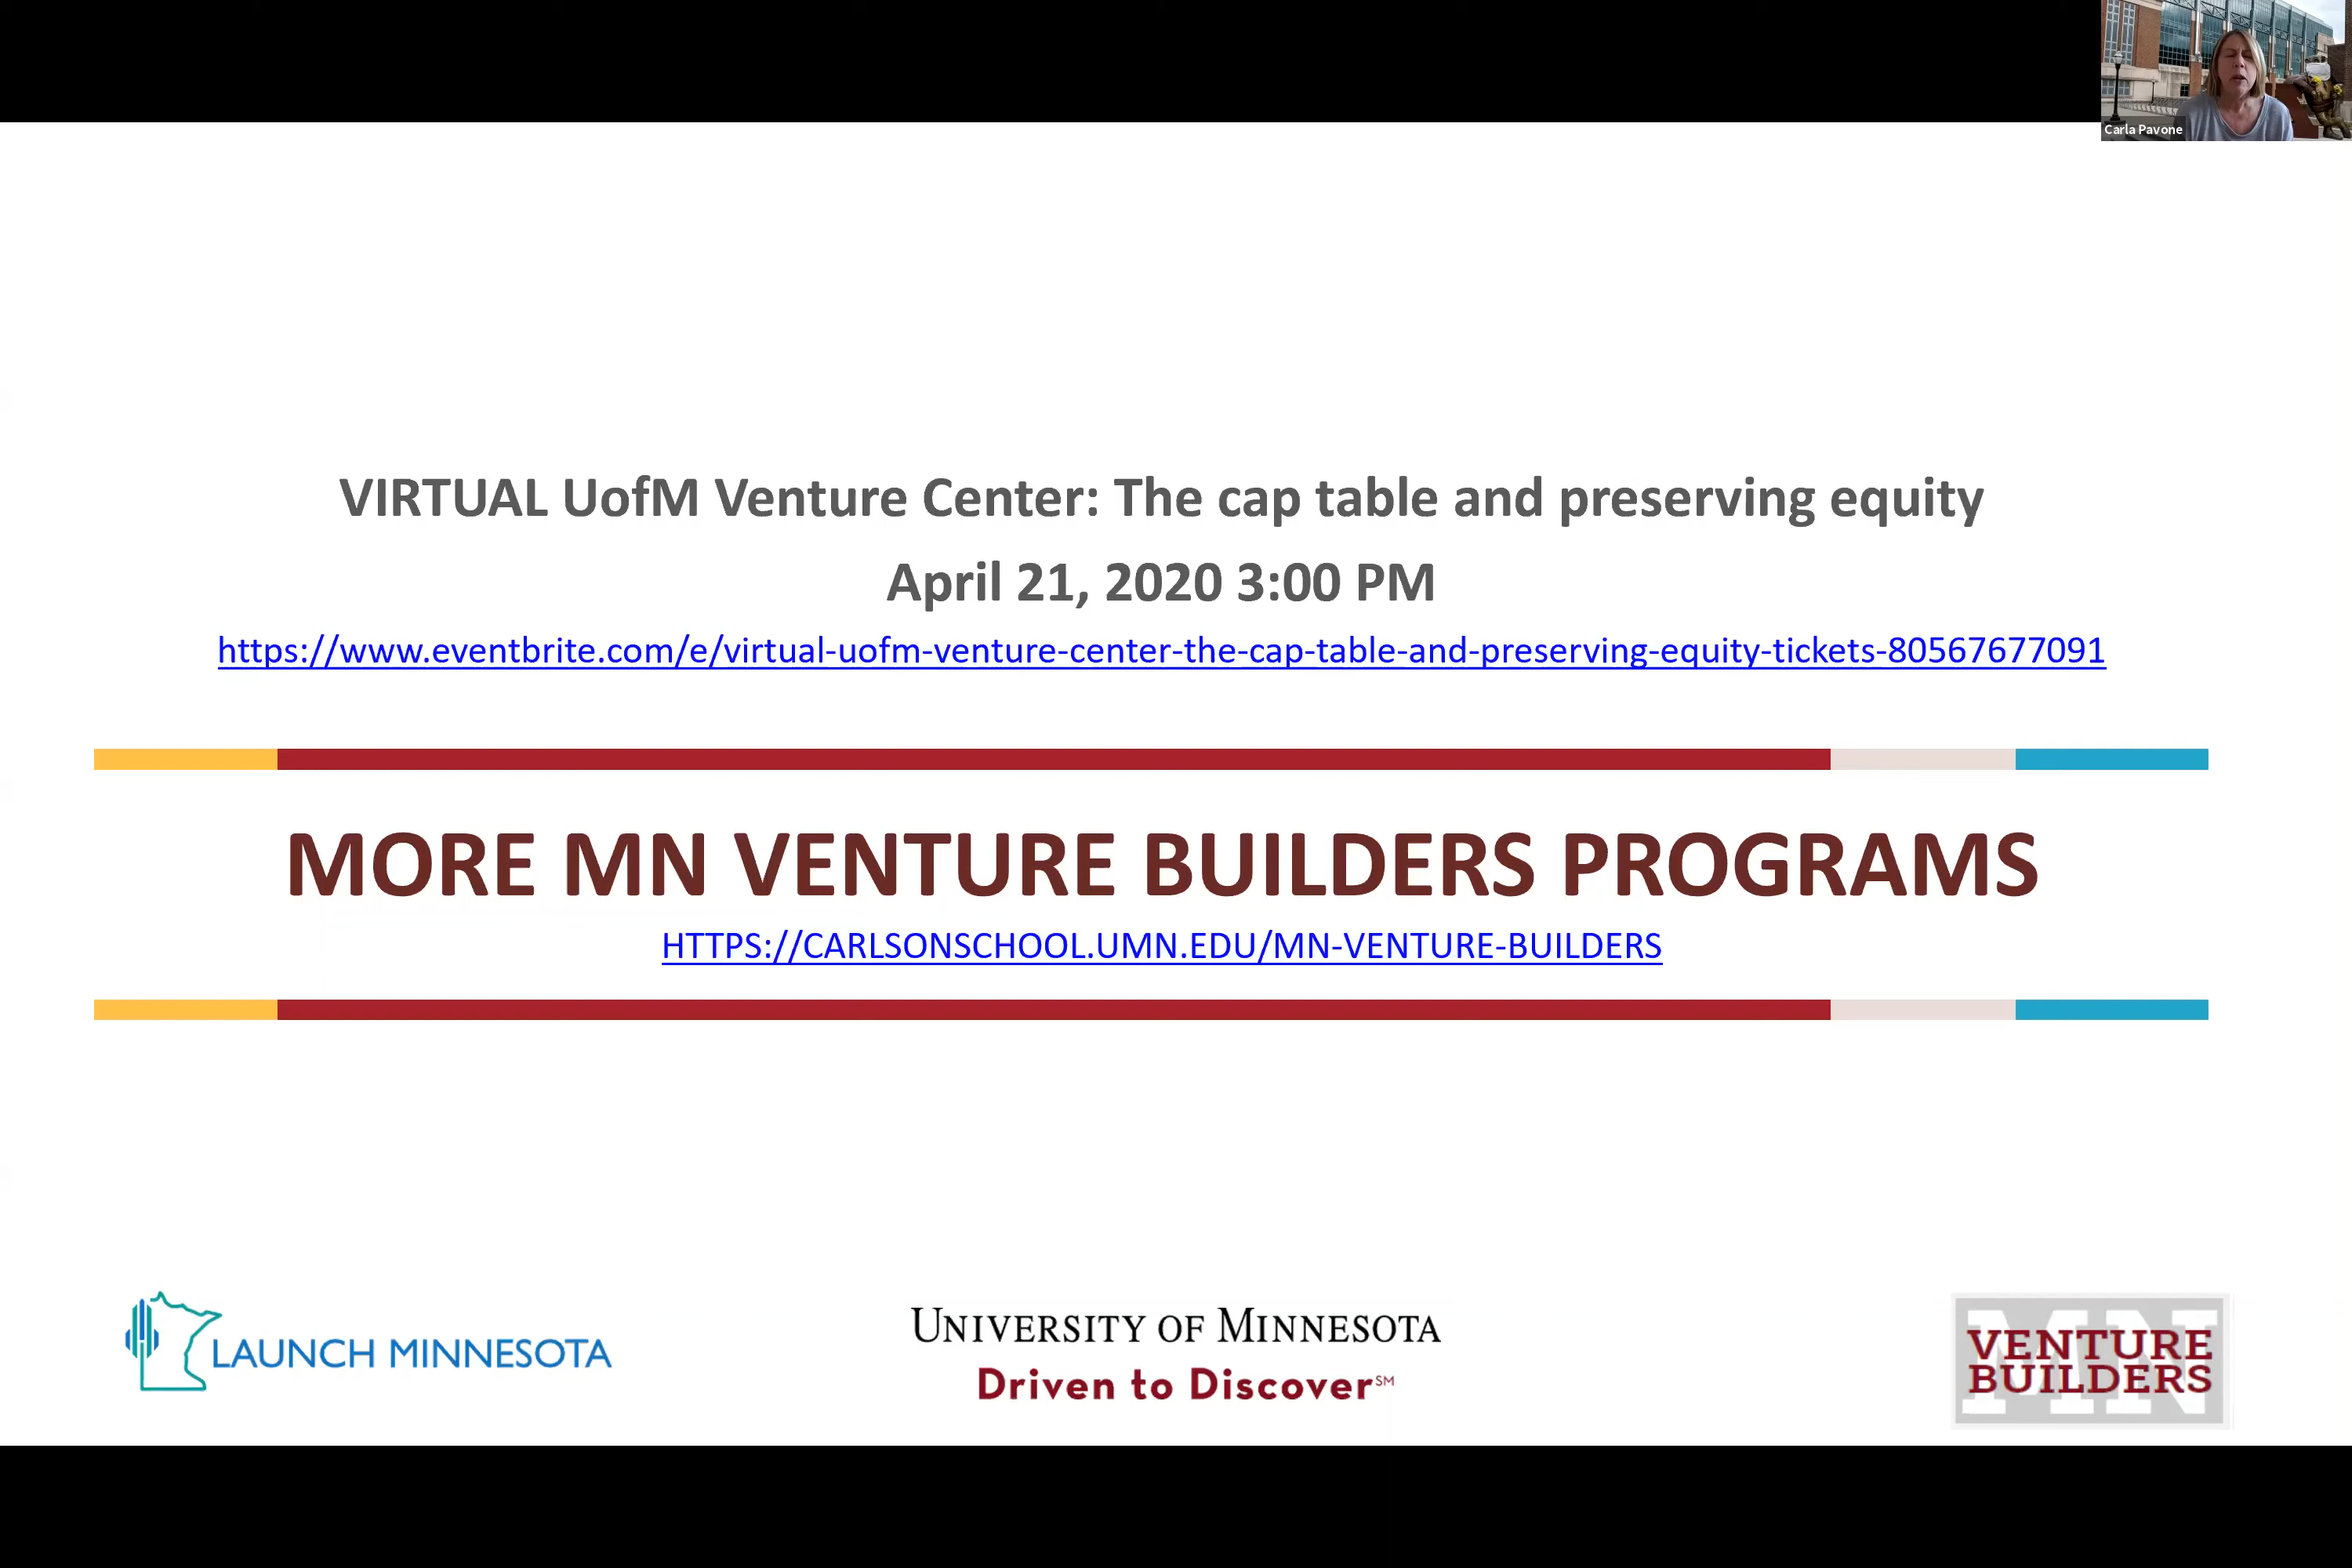 Carla Pavone
VIRTUAL UofM Venture Center: The cap table and preserving equity
April 21, 2020 3:00 PM
https://www.eventbrite.com/e/virtual-uofm-venture-center-the-cap-table-and-preserving-equity-tickets-80567677091
MORE MN VENTURE BUILDERS PROGRAMS
HTTPS://CARLSONSCHOOL.UMN.EDU/MN-VENTURE-BUILDERS
LAUNCH MINNESOTA
UNIVERSITY OF MINNESOTA
Driven to Discover℠
MN
VENTURE
BUILDERS